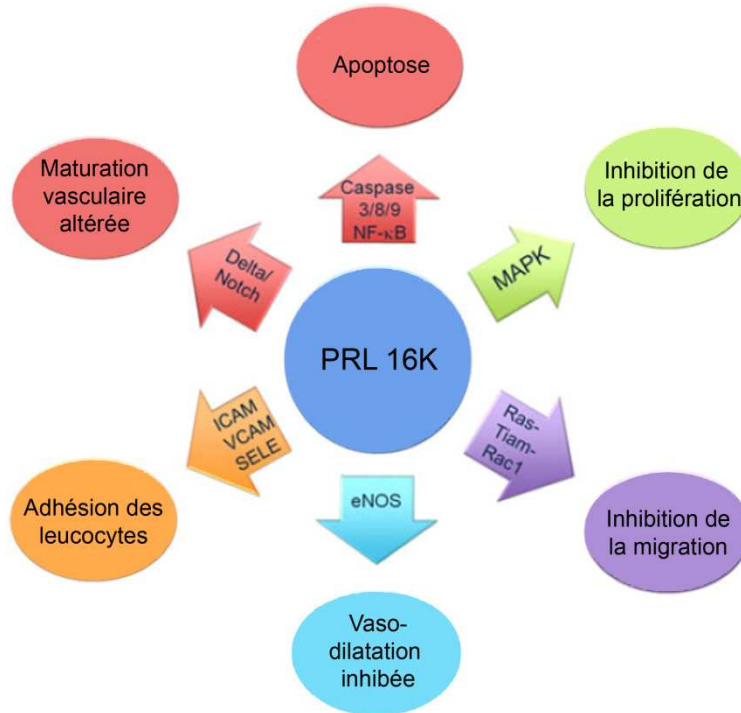 Apoptose
Caspase
3/8/9
NF-κB
Maturation
vasculaire
altérée
Delta/
Notch
Inhibition de
la prolifération
MAPK
PRL 16K
ICAM
VCAM
SELE
Adhésion des
leucocytes
Ras-
Tiam-
Rac1
Inhibition de
la migration
eNOS
Vaso-
dilatation
inhibée